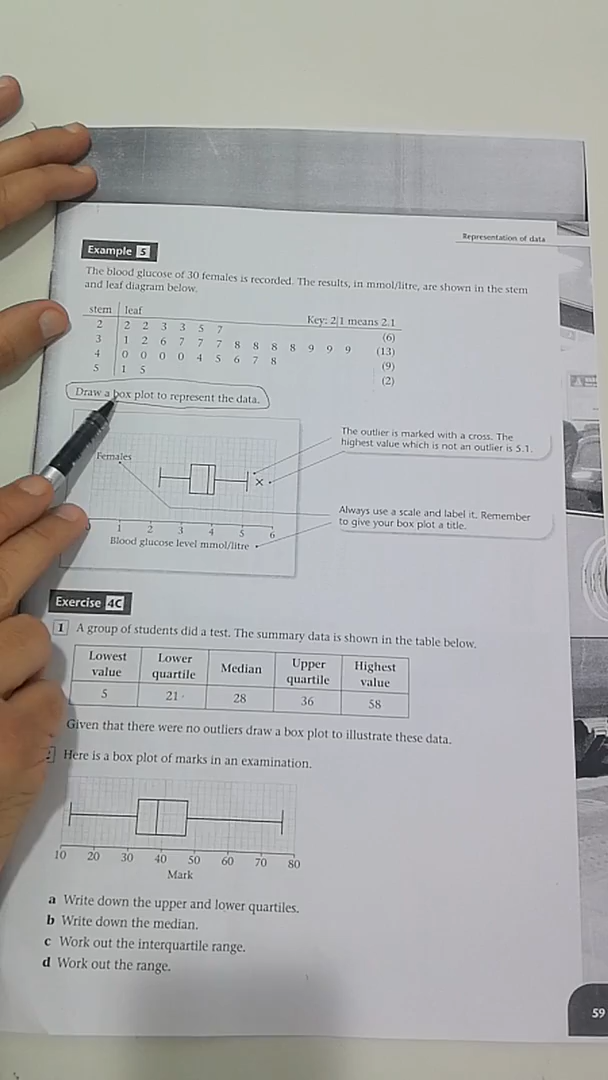 Representation of data
Example 5
The blood glucose of 30 females is recorded. The results, in mmol/litre, are shown in the stem
and leaf diagram below.
stem leaf Key: 2|1 means 2.1
2 2 2 3 3 5 7 (6)
3 1 2 6 7 7 7 8 8 8 8 9 9 9 (13)
4 0 0 0 0 4 5 6 7 8 (9)
5 1 5 (2)
Draw a box plot to represent the data.
The outlier is marked with a cross. The
highest value which is not an outlier is 5.1.
Females
×
Always use a scale and label it. Remember
to give your box plot a title.
1 2 3 4 5 6
Blood glucose level mmol/litre
Exercise 4C
1 A group of students did a test. The summary data is shown in the table below.
Lowest value Lower quartile Median Upper quartile Highest value
5 21 28 36 58
Given that there were no outliers draw a box plot to illustrate these data.
Here is a box plot of marks in an examination.
10 20 30 40 50 60 70 80
Mark
a Write down the upper and lower quartiles.
b Write down the median.
c Work out the interquartile range.
d Work out the range.
59